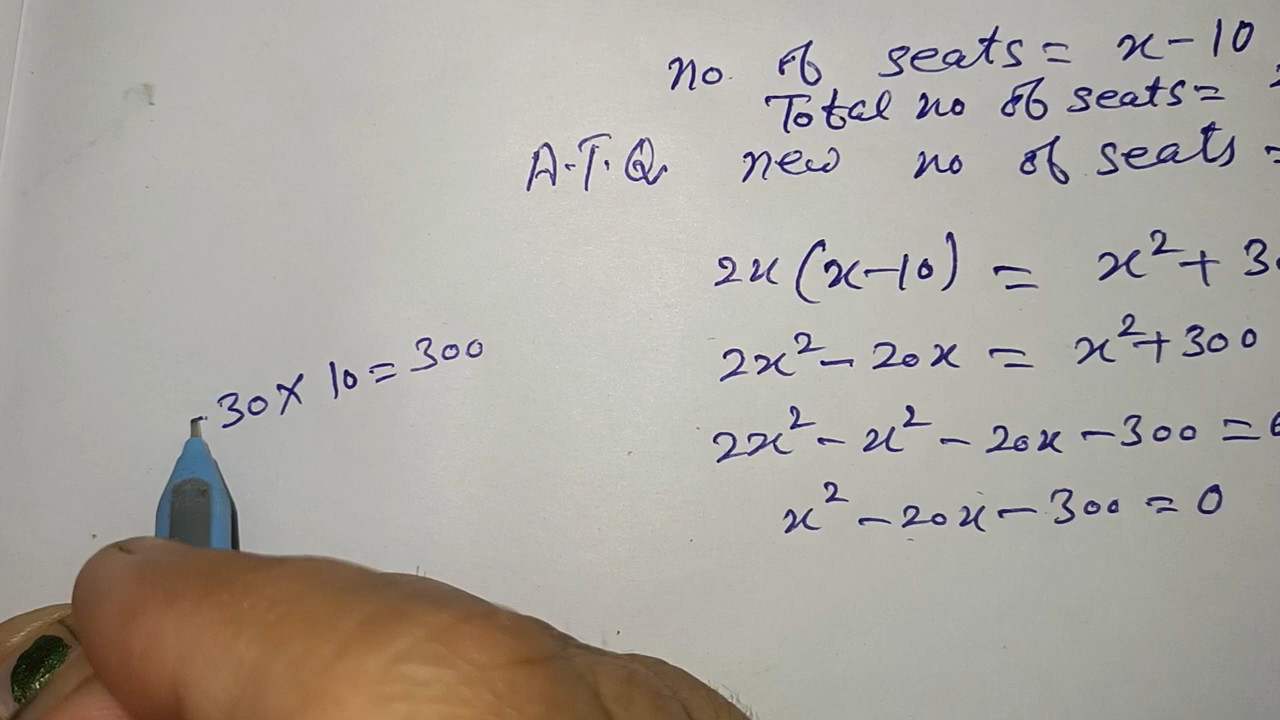 no. of seats = x - 10
Total no of seats =
A.T.Q. new no of seats =
2x (x-10) = x² + 30
2x² - 20x = x² + 300
-30 × 10 = 300
2x² - x² - 20x - 300 = 0
x² - 20x - 300 = 0